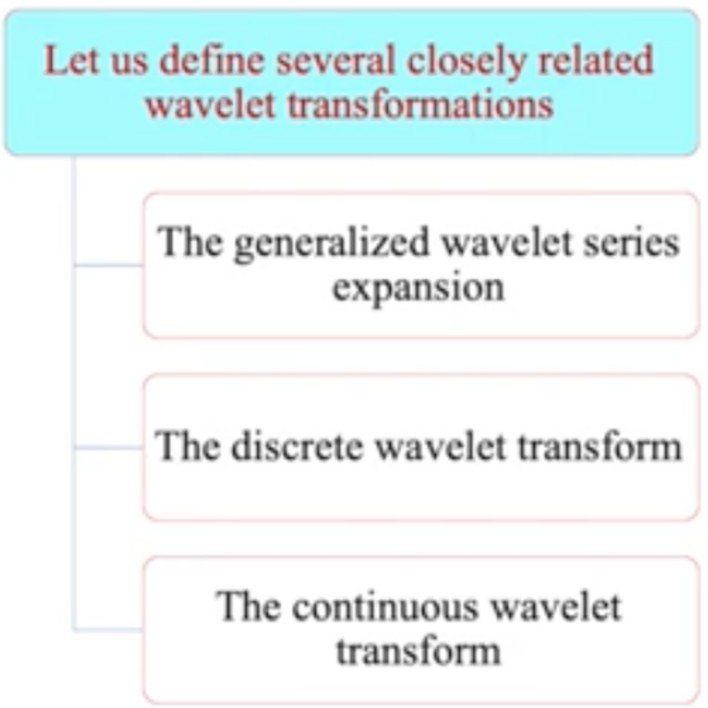 Let us define several closely related
wavelet transformations
The generalized wavelet series
expansion
The discrete wavelet transform
The continuous wavelet
transform